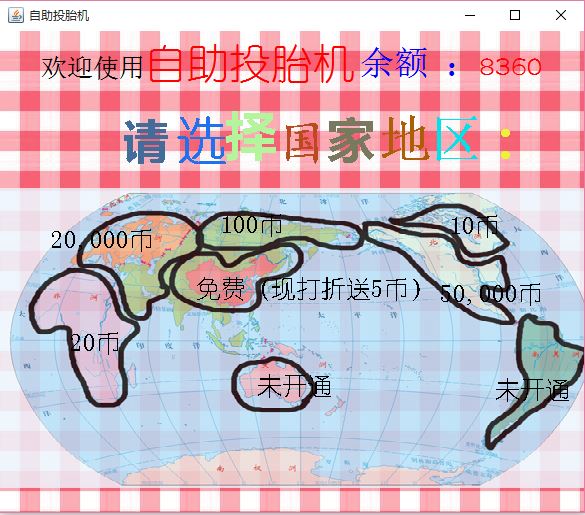 自助投胎机
欢迎使用自助投胎机 余额 ：8360
请选择国家地区：
20,000币
100币
10币
免费（现打折送5币）
50,000币
20币
未开通
未开通
南极洲